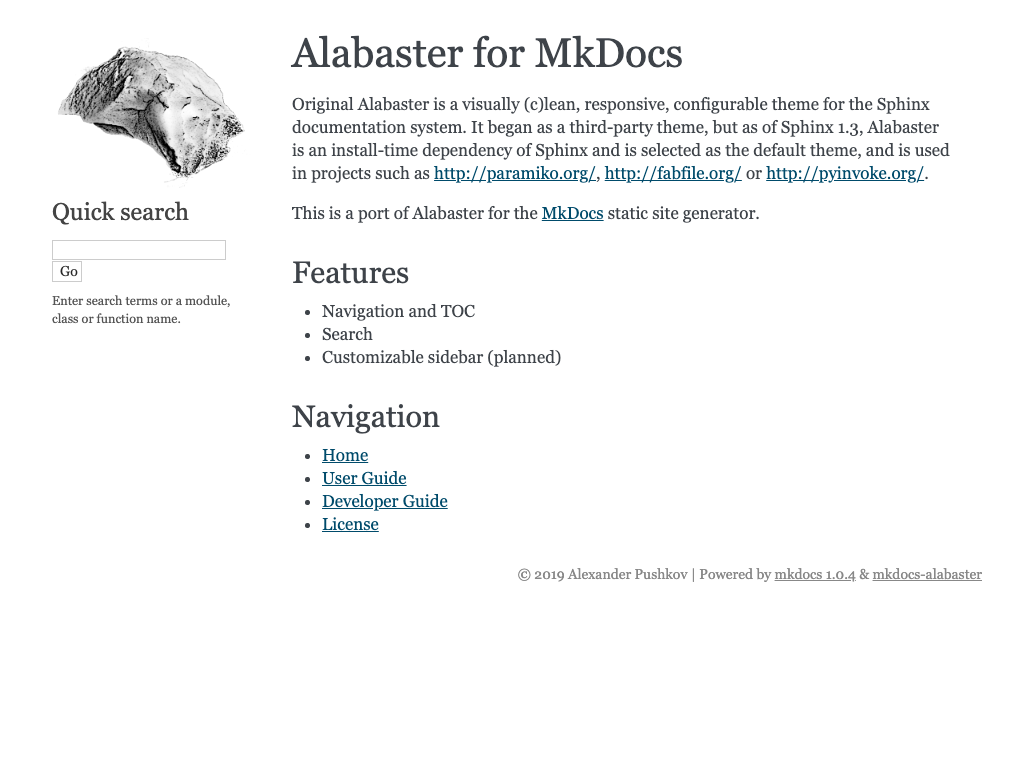 Alabaster for MkDocs
Original Alabaster is a visually (c)lean, responsive, configurable theme for the Sphinx
documentation system. It began as a third-party theme, but as of Sphinx 1.3, Alabaster
is an install-time dependency of Sphinx and is selected as the default theme, and is used
in projects such as http://paramiko.org/, http://fabfile.org/ or http://pyinvoke.org/.
This is a port of Alabaster for the MkDocs static site generator.
Features
Navigation and TOC
Search
Customizable sidebar (planned)
Navigation
Home
User Guide
Developer Guide
License
Quick search
Go
Enter search terms or a module,
class or function name.
© 2019 Alexander Pushkov | Powered by mkdocs 1.0.4 & mkdocs-alabaster